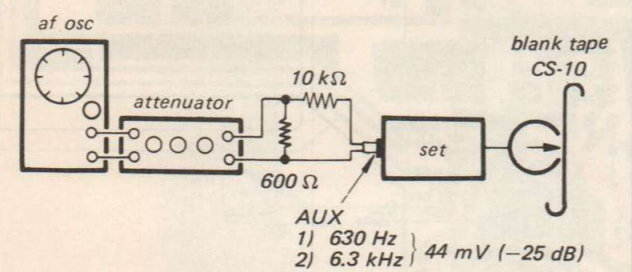 af osc
blank tape
CS-10
10 kΩ
attenuator
set
600 Ω
AUX
1) 630 Hz
2) 6.3 kHz
44 mV (−25 dB)